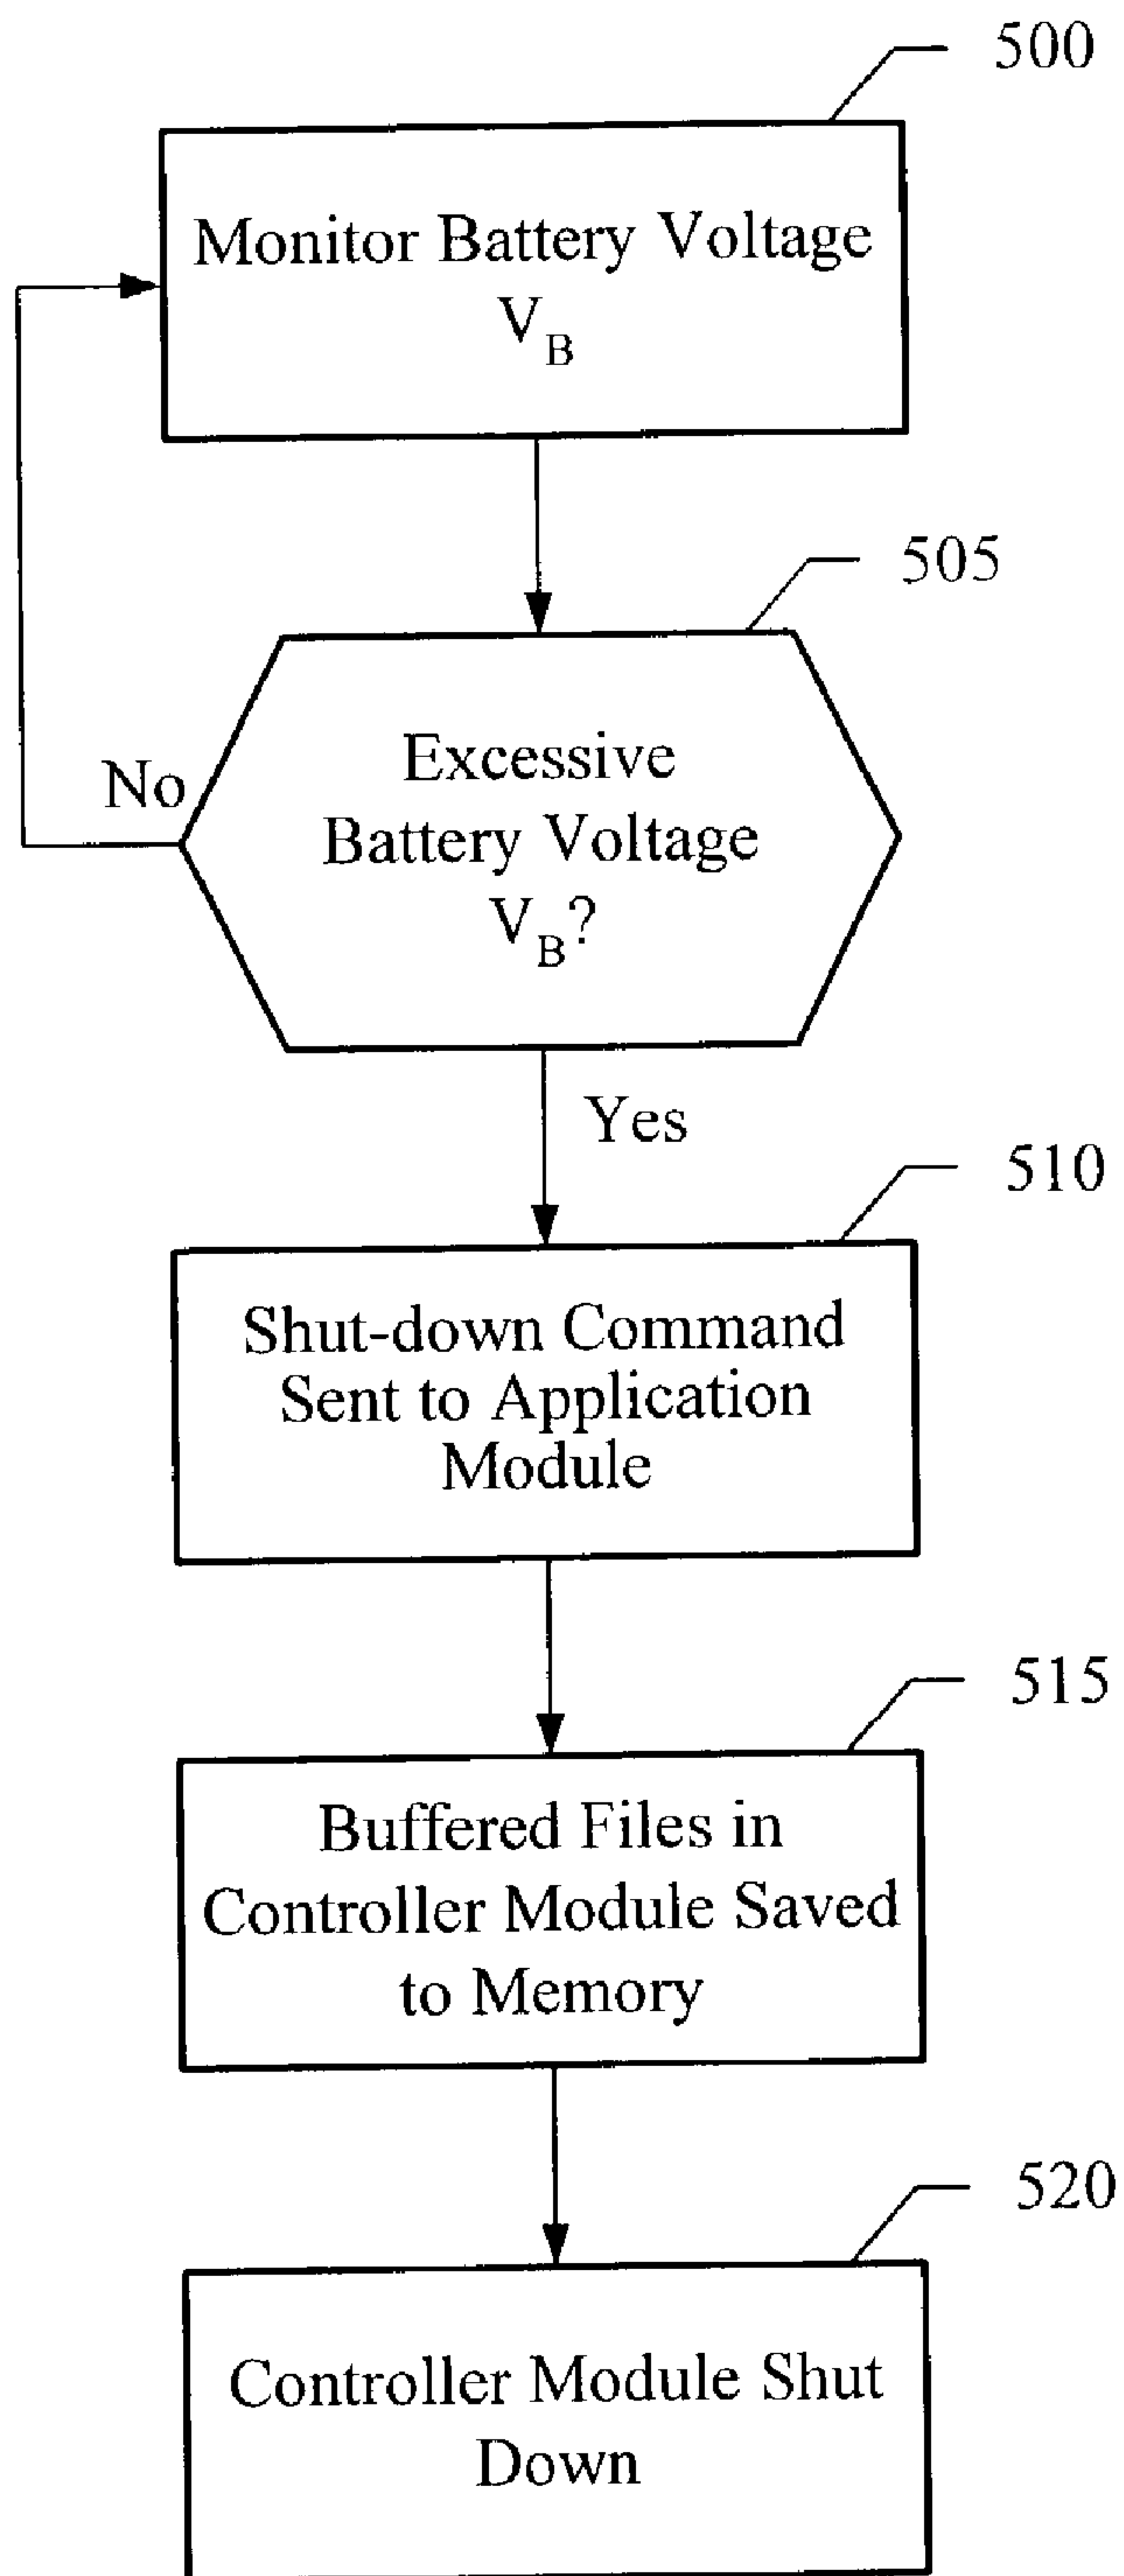 500
Monitor Battery Voltage
V_B
505
Excessive
Battery Voltage
V_B?
No
Yes
510
Shut-down Command
Sent to Application
Module
515
Buffered Files in
Controller Module Saved
to Memory
520
Controller Module Shut
Down